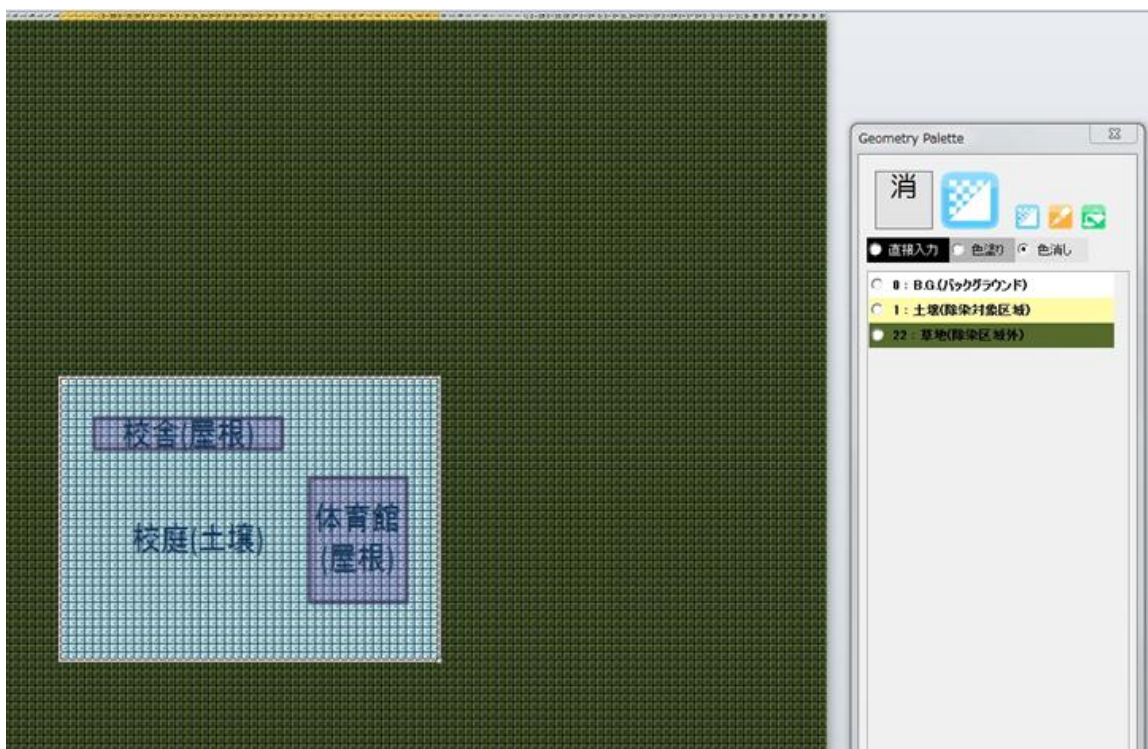 Geometry Palette
消
直接入力 色塗り 色消し
0 : B.G.(バックグラウンド)
1 : 土壌(除染対象区域)
22 : 草地(除染区域外)
校舎(屋根)
体育館
(屋根)
校庭(土壌)